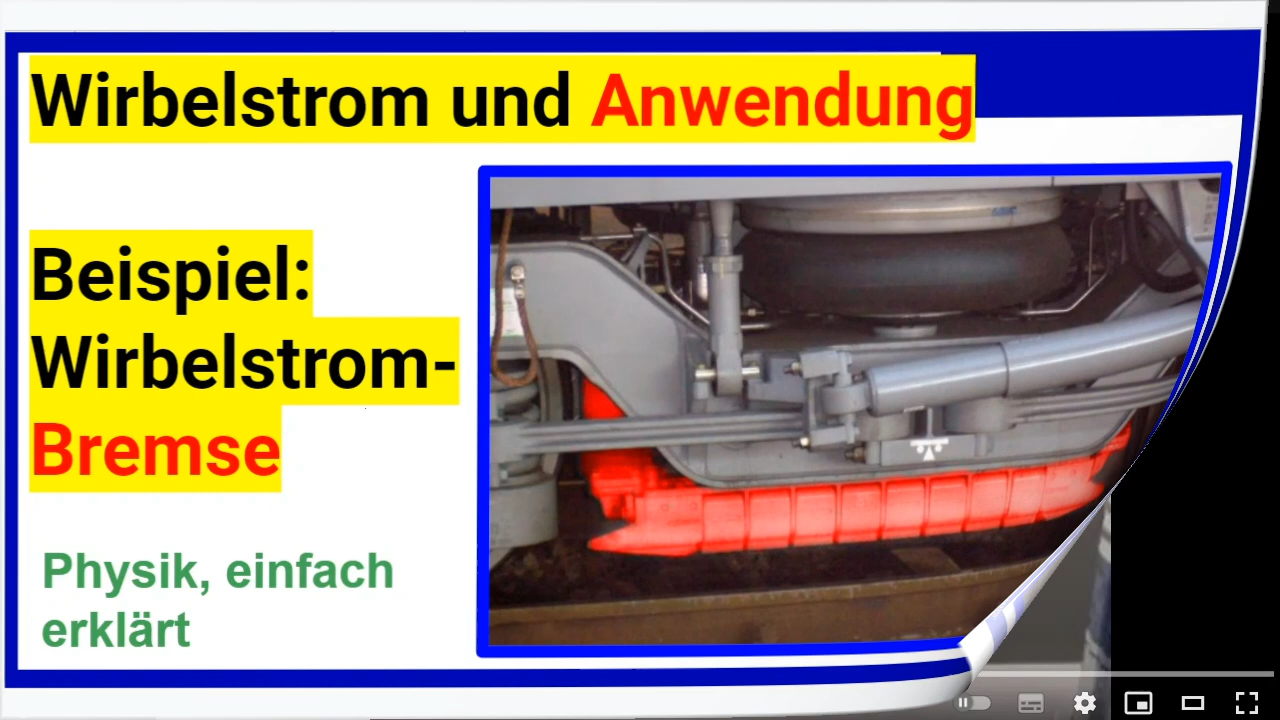 Wirbelstrom und Anwendung
Beispiel:
Wirbelstrom-
Bremse
Physik, einfach
erklärt